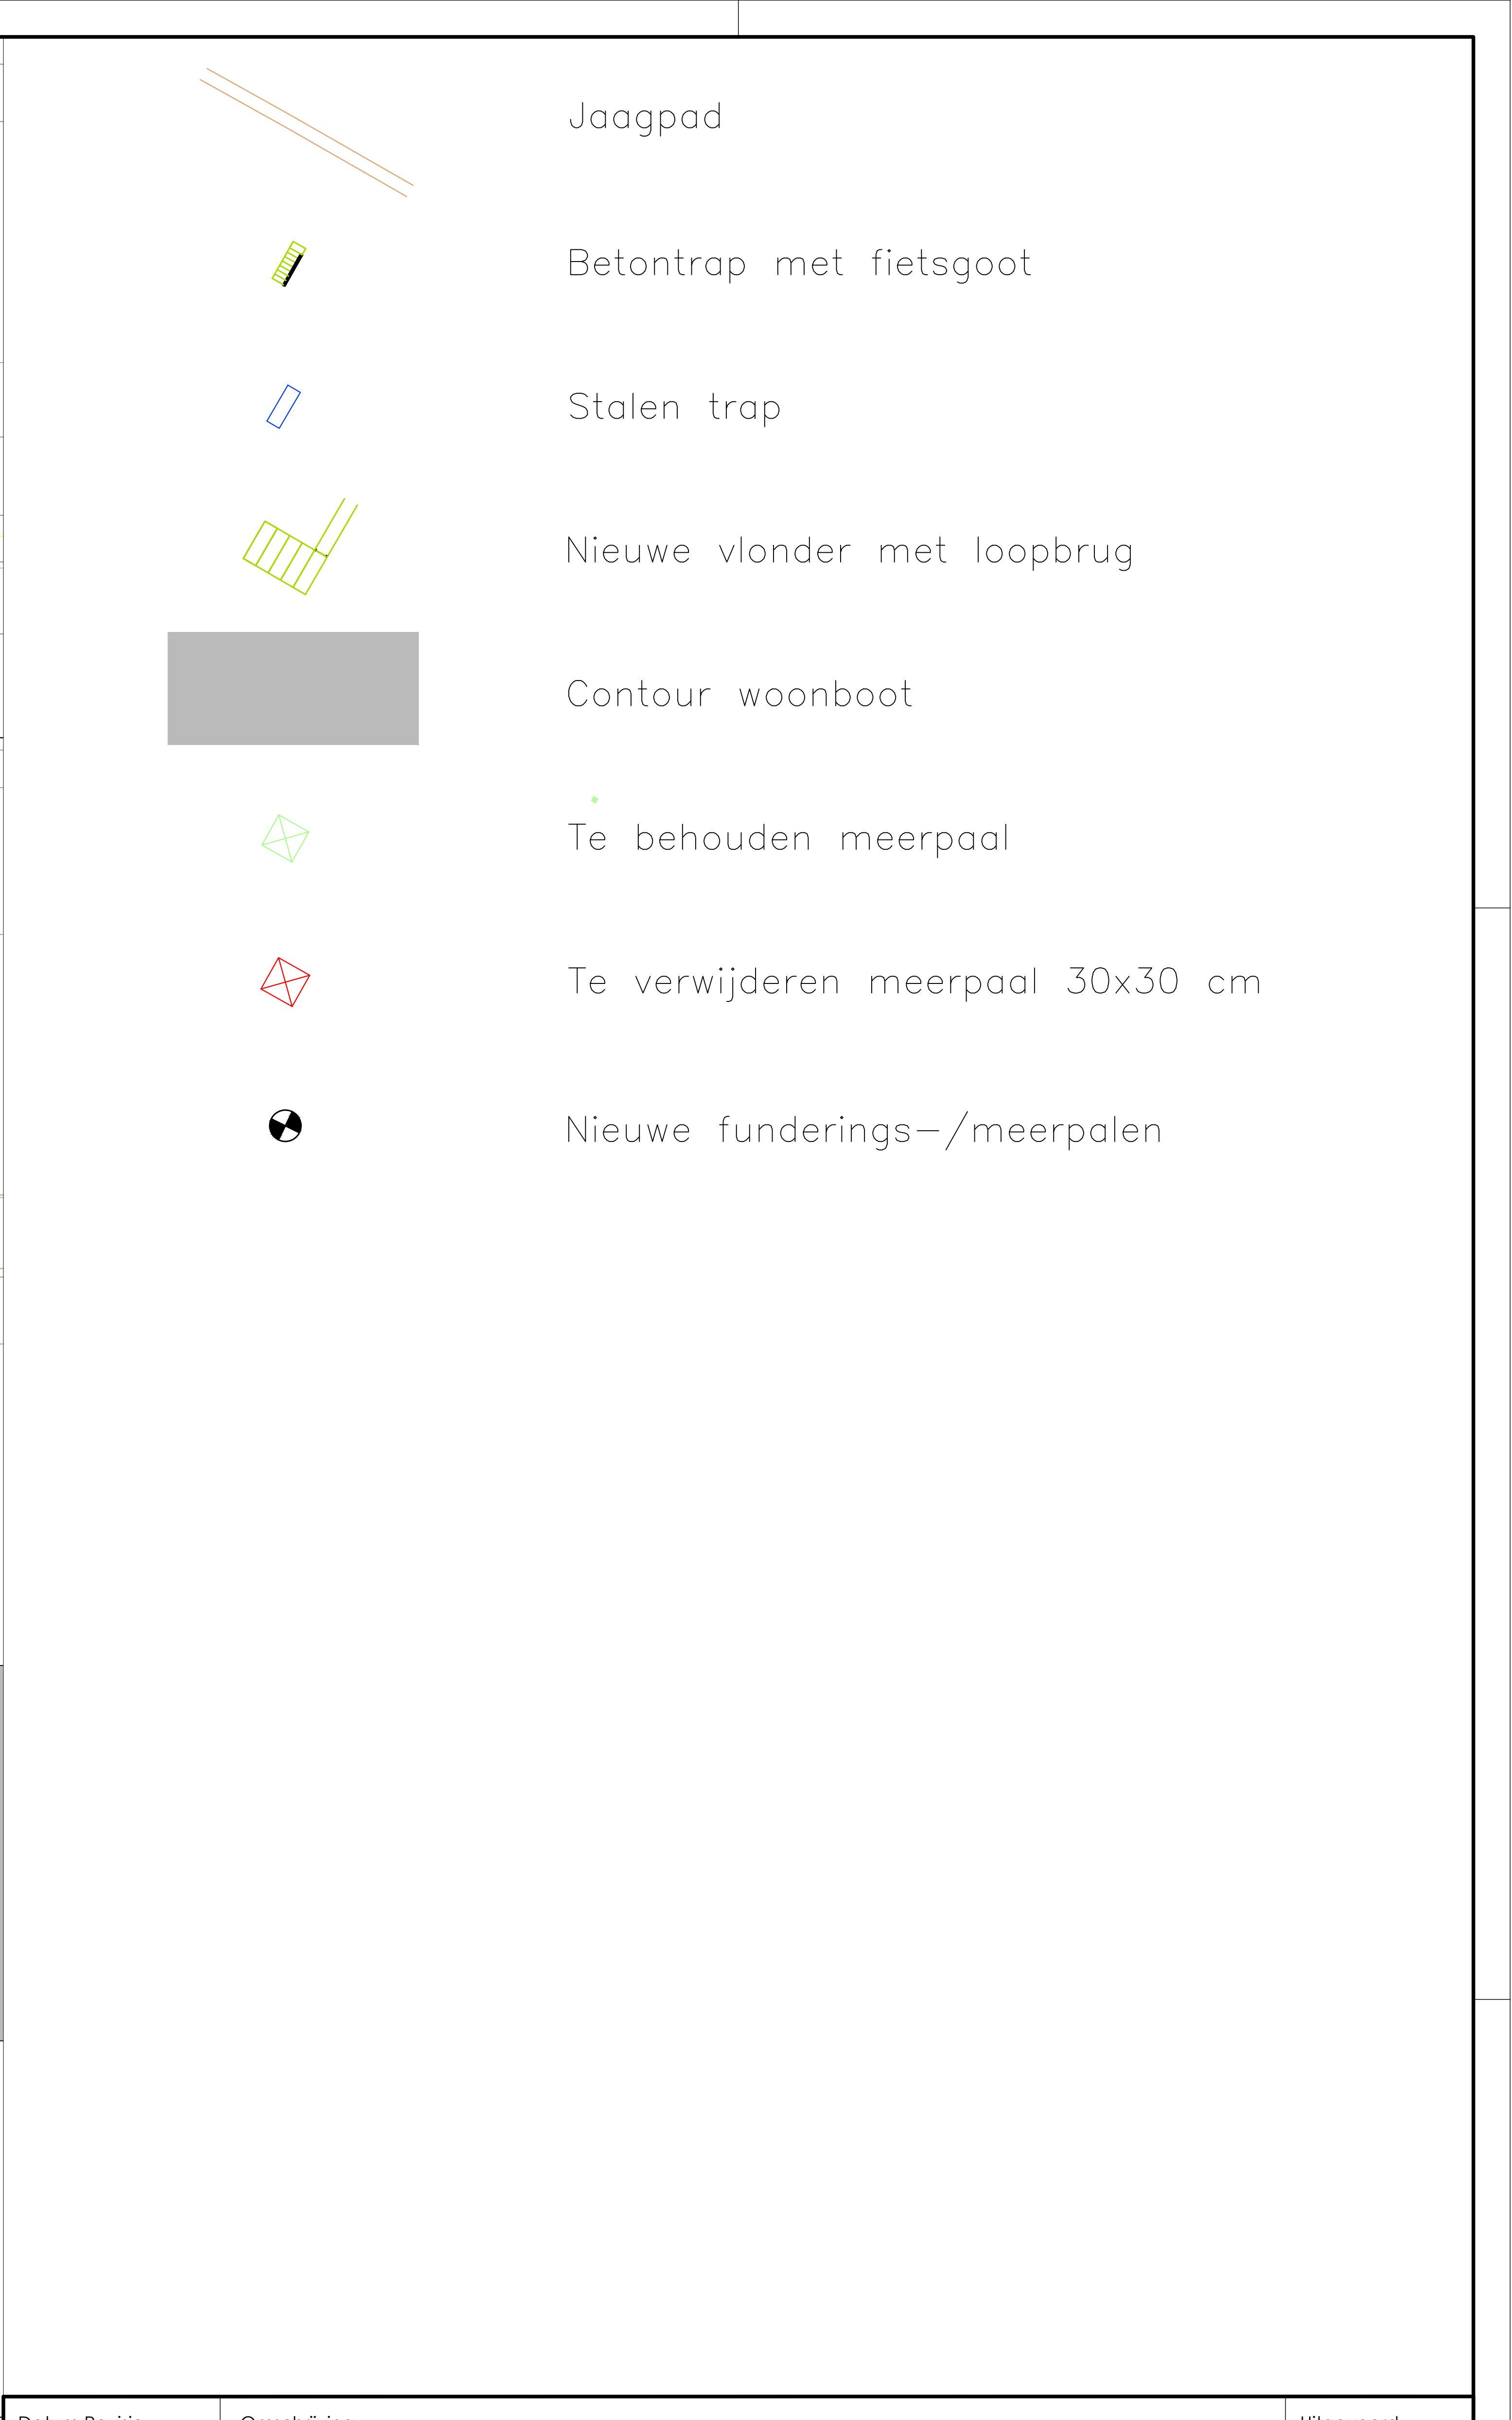 Jaagpad
Betontrap met fietsgoot
Stalen trap
Nieuwe vlonder met loopbrug
Contour woonboot
Te behouden meerpaal
Te verwijderen meerpaal 30x30 cm
Nieuwe funderings-/meerpalen